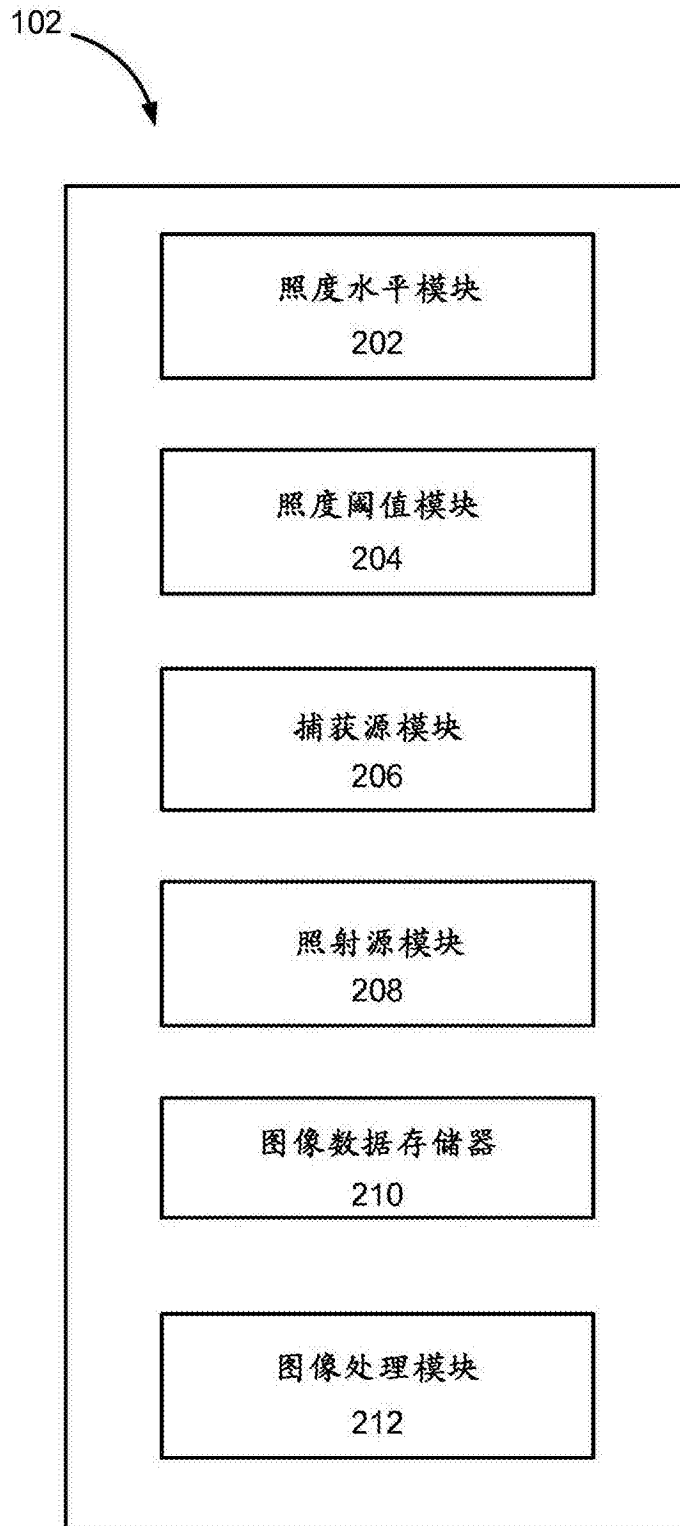 102
照度水平模块
202
照度阈值模块
204
捕获源模块
206
照射源模块
208
图像数据存储器
210
图像处理模块
212